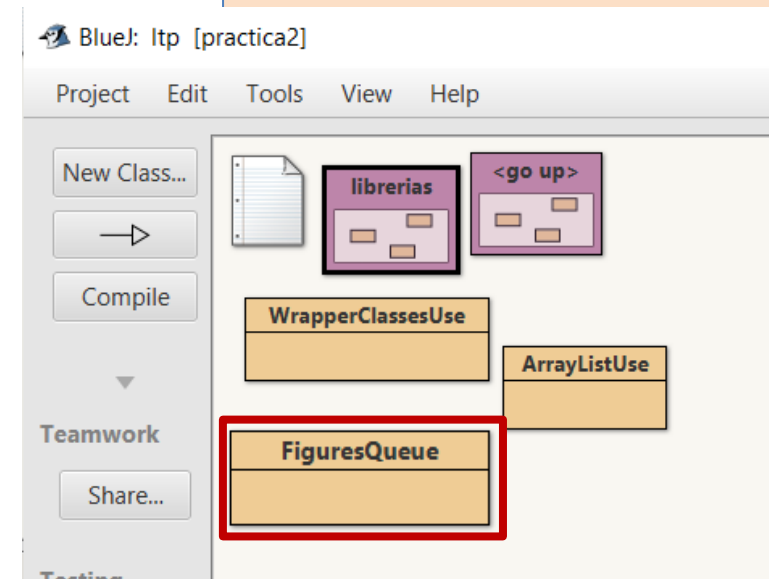 BlueJ: ltp [practica2]
Project Edit Tools View Help
New Class...
Compile
Teamwork
Share...
librerias
<go up>
WrapperClassesUse
ArrayListUse
FiguresQueue